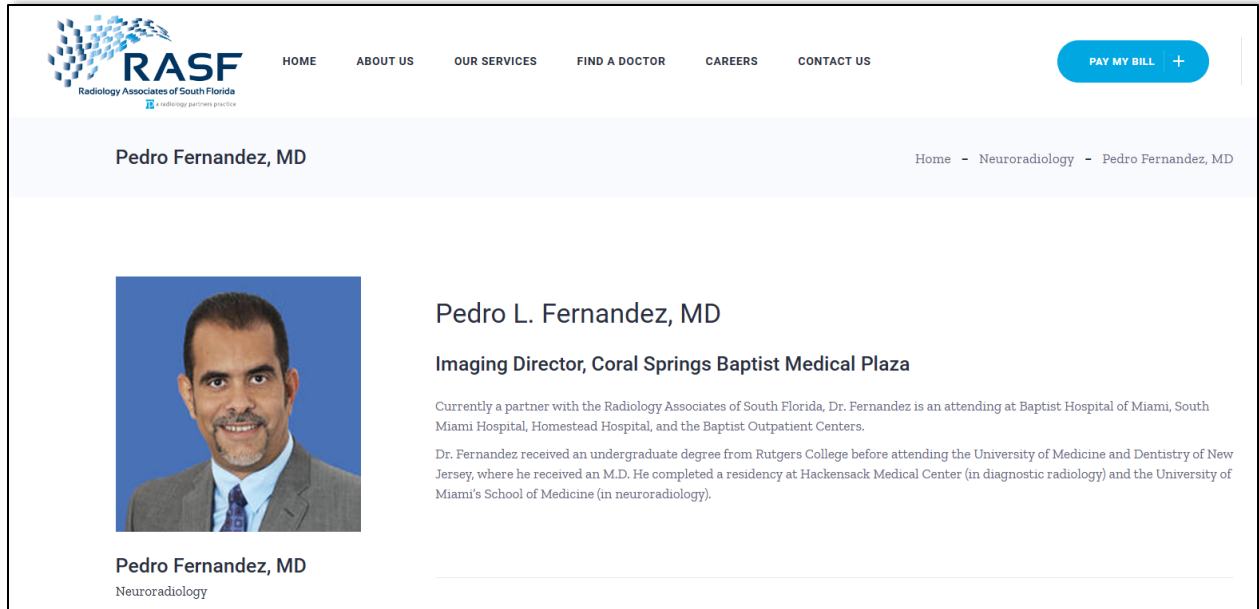 RASF
Radiology Associates of South Florida
a radiology partners practice
HOME ABOUT US OUR SERVICES FIND A DOCTOR CAREERS CONTACT US
PAY MY BILL +
Pedro Fernandez, MD
Home - Neuroradiology - Pedro Fernandez, MD
Pedro L. Fernandez, MD
Imaging Director, Coral Springs Baptist Medical Plaza
Currently a partner with the Radiology Associates of South Florida, Dr. Fernandez is an attending at Baptist Hospital of Miami, South
Miami Hospital, Homestead Hospital, and the Baptist Outpatient Centers.
Dr. Fernandez received an undergraduate degree from Rutgers College before attending the University of Medicine and Dentistry of New
Jersey, where he received an M.D. He completed a residency at Hackensack Medical Center (in diagnostic radiology) and the University of
Miami's School of Medicine (in neuroradiology).
Pedro Fernandez, MD
Neuroradiology